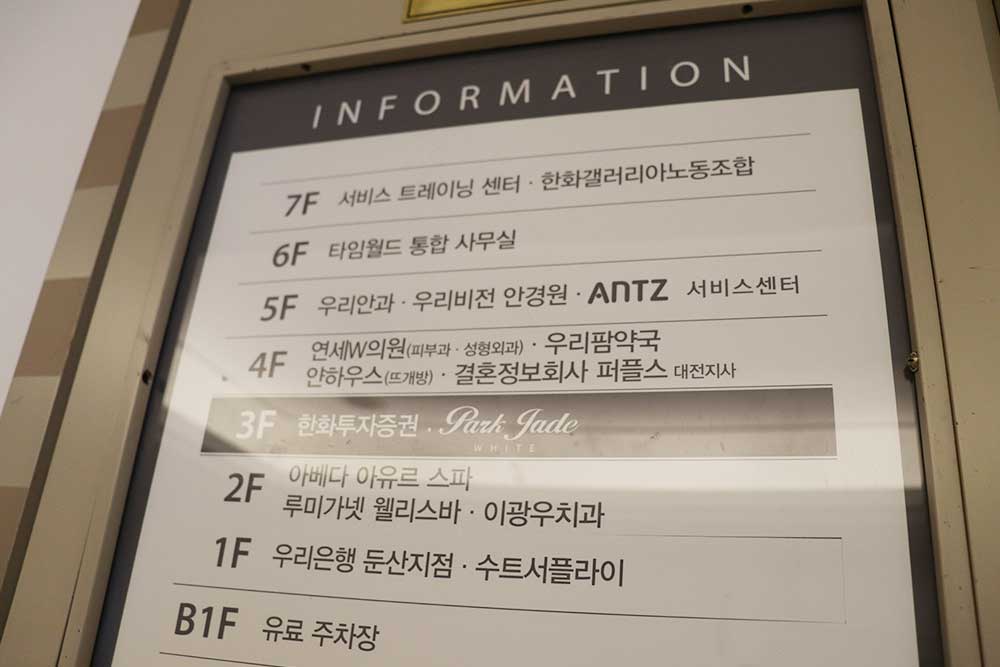 INFORMATION
7F 서비스 트레이닝 센터 · 한화갤러리아노동조합
6F 타임월드 통합 사무실
5F 우리안과 · 우리비전 안경원 · ANTZ 서비스센터
4F 연세W의원(피부과 · 성형외과) · 우리팜약국
얀하우스(뜨개방) · 결혼정보회사 퍼플스 대전지사
3F 한화투자증권 · Park Jade
WHITE
2F 아베다 아유르 스파
루미가넷 웰리스바 · 이광우치과
1F 우리은행 둔산지점 · 수트서플라이
B1F 유료 주차장